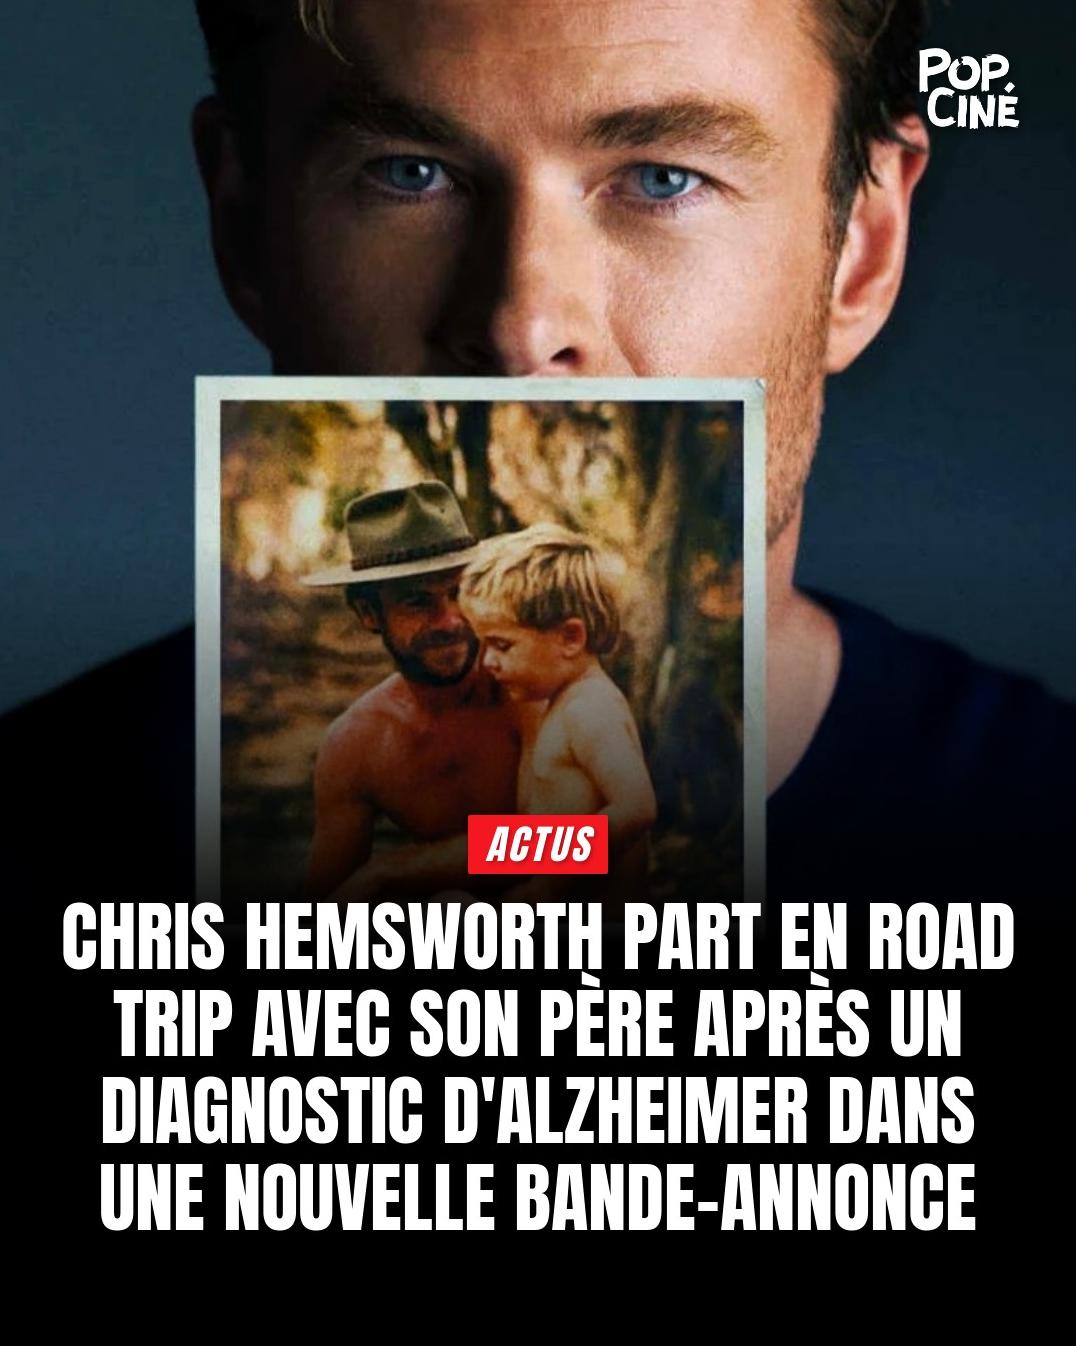 POP.
CINÉ
ACTUS
CHRIS HEMSWORTH PART EN ROAD
TRIP AVEC SON PÈRE APRÈS UN
DIAGNOSTIC D'ALZHEIMER DANS
UNE NOUVELLE BANDE-ANNONCE